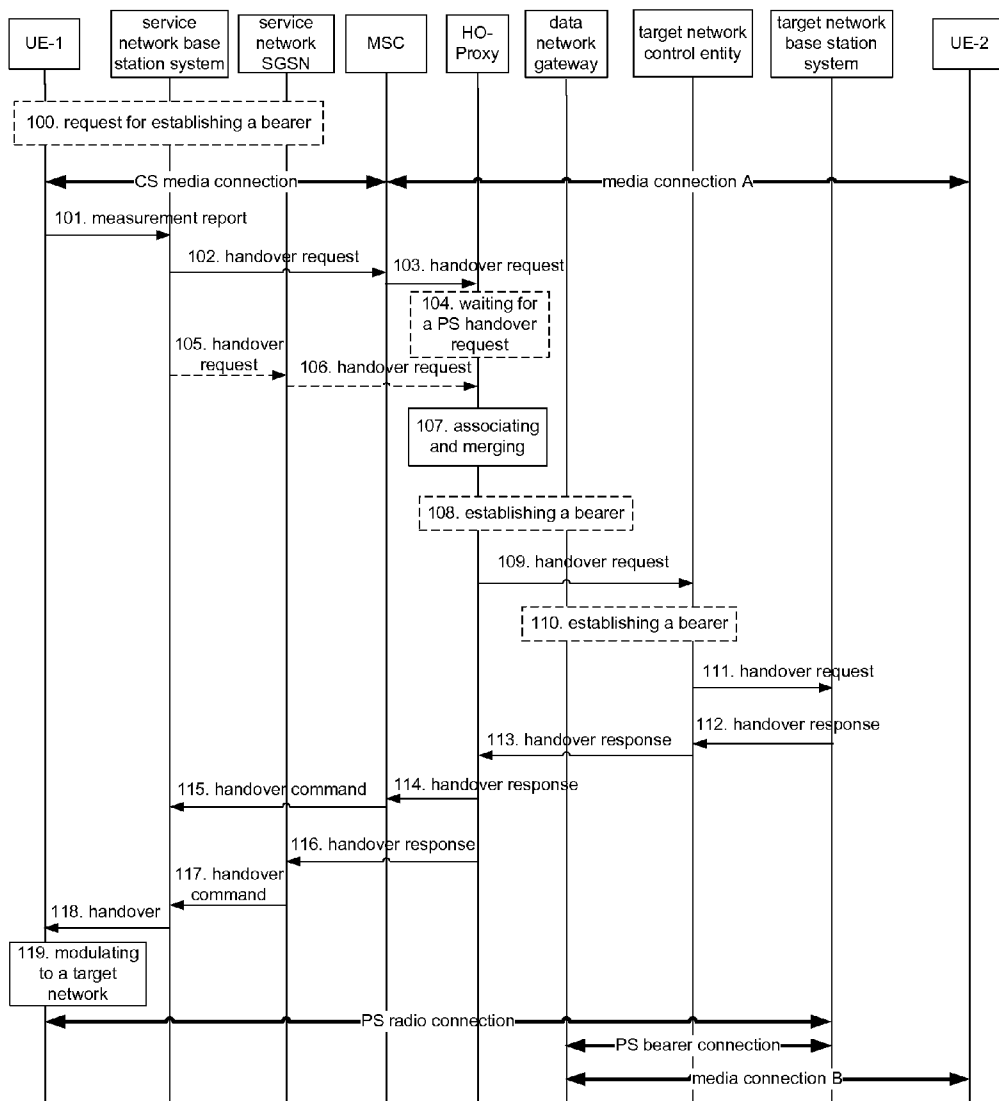 UE-1
service
network base
station system
service
network
SGSN
MSC
HO-
Proxy
data
network
gateway
target network
control entity
target network
base station
system
UE-2
100. request for establishing a bearer
CS media connection
media connection A
101. measurement report
102. handover request
103. handover request
104. waiting for
a PS handover
request
105. handover
request
106. handover request
107. associating
and merging
108. establishing a bearer
109. handover request
110. establishing a bearer
111. handover request
112. handover response
113. handover response
114. handover response
115. handover command
116. handover response
117. handover
command
118. handover
119. modulating
to a target
network
PS radio connection
PS bearer connection
media connection B